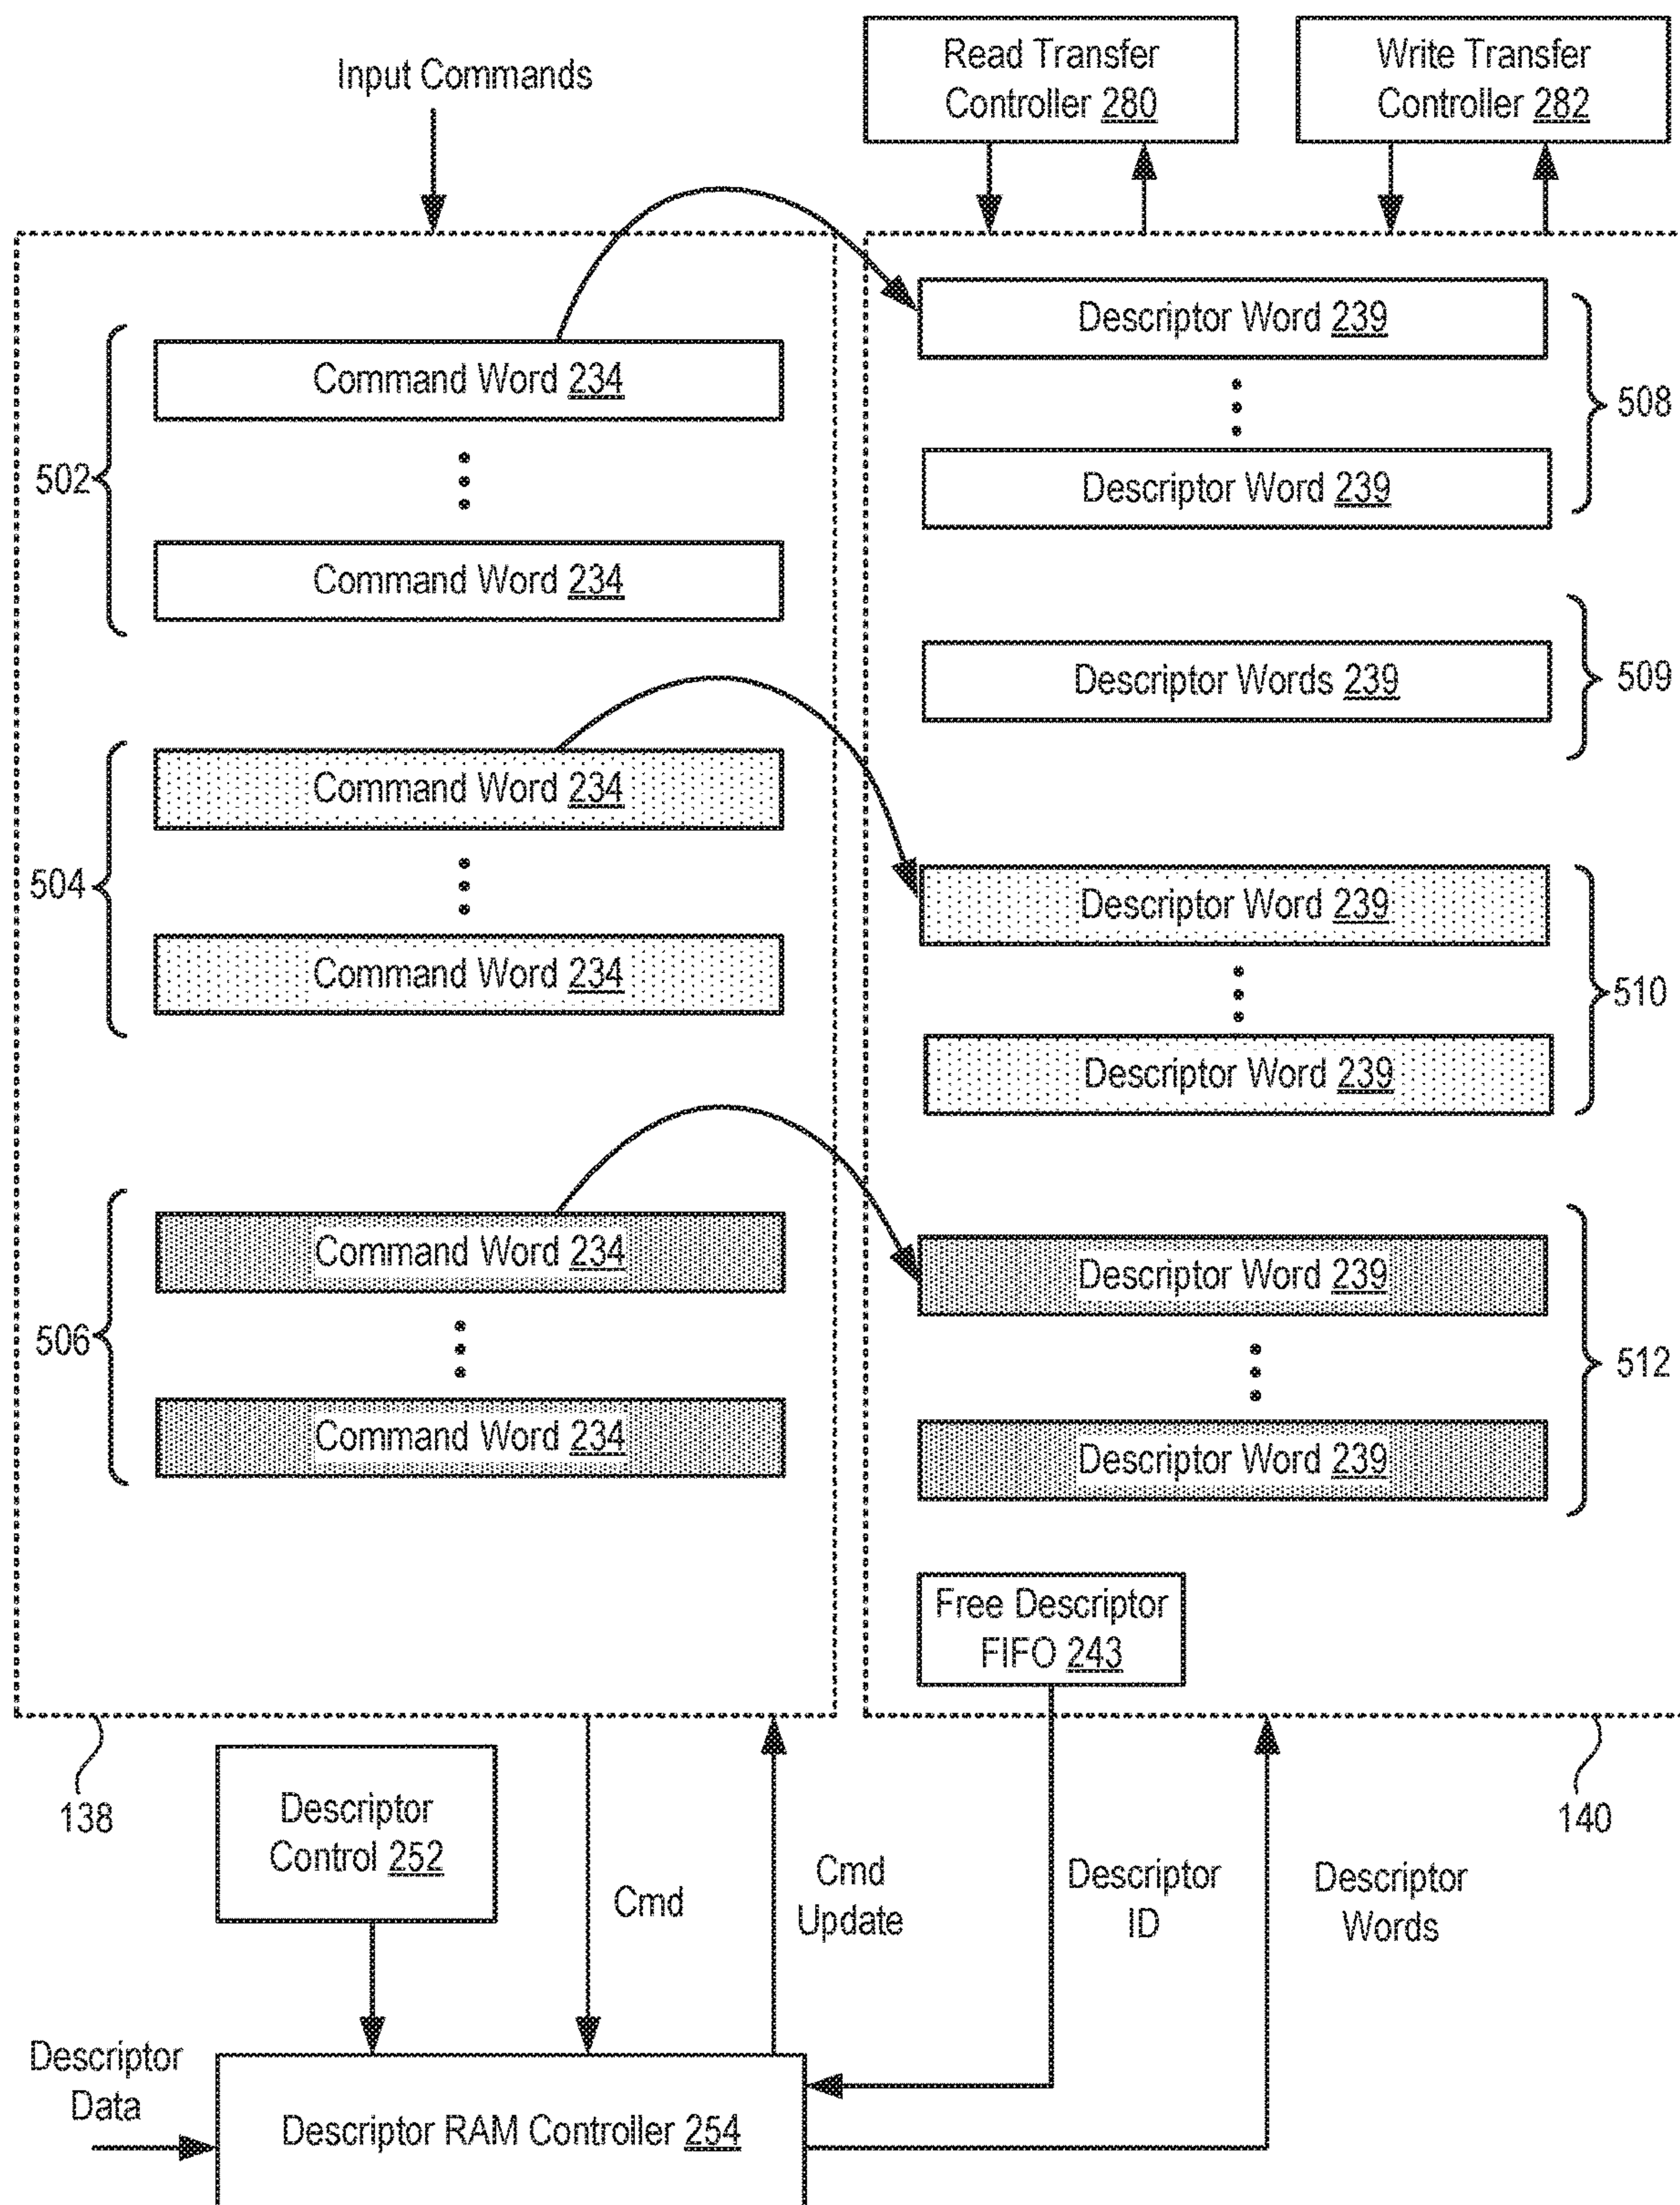 Input Commands
Read Transfer
Controller 280
Write Transfer
Controller 282
502
Command Word 234
Command Word 234
504
Command Word 234
Command Word 234
506
Command Word 234
Command Word 234
Descriptor Word 239
Descriptor Word 239
508
Descriptor Words 239
509
Descriptor Word 239
Descriptor Word 239
510
Descriptor Word 239
Descriptor Word 239
512
Free Descriptor
FIFO 243
138
140
Descriptor
Control 252
Cmd
Cmd
Update
Descriptor
ID
Descriptor
Words
Descriptor
Data
Descriptor RAM Controller 254